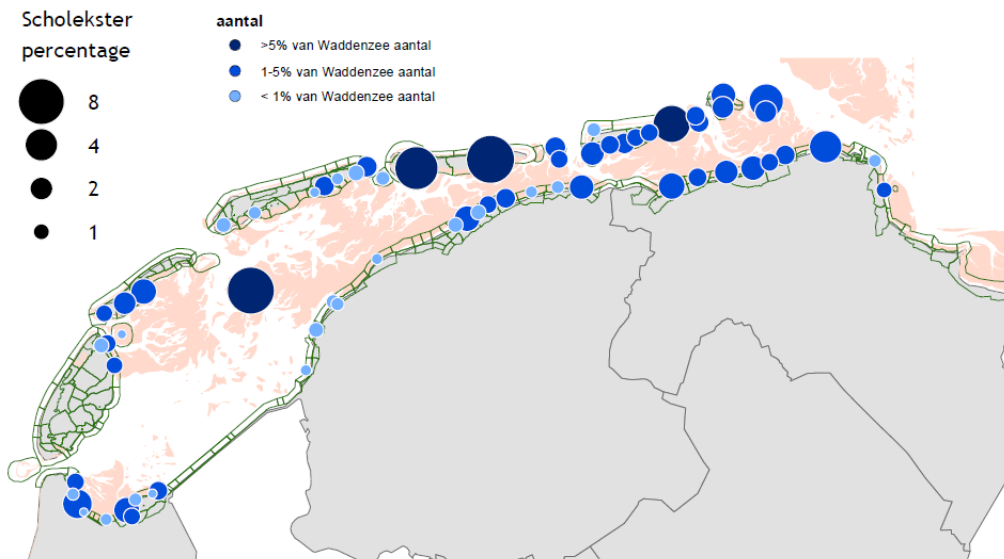 Scholekster
percentage
8
4
2
1
aantal
>5% van Waddenzee aantal
1-5% van Waddenzee aantal
< 1% van Waddenzee aantal